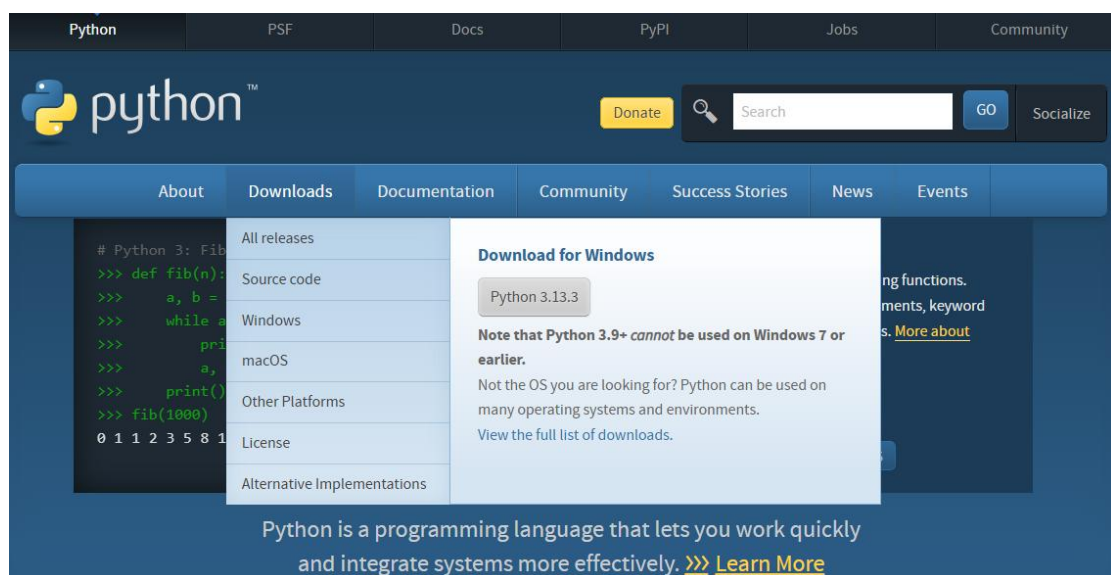 Python
PSF
Docs
PyPI
Jobs
Community
python™
Donate
Search
GO
Socialize
About
Downloads
Documentation
Community
Success Stories
News
Events
# Python 3: Fib
>>> def fib(n):
>>> a, b =
>>> while a
>>> pri
>>> a,
>>> print()
>>> fib(1000)
0 1 1 2 3 5 8 1
All releases
Source code
Windows
macOS
Other Platforms
License
Alternative Implementations
Download for Windows
Python 3.13.3
Note that Python 3.9+ cannot be used on Windows 7 or
earlier.
Not the OS you are looking for? Python can be used on
many operating systems and environments.
View the full list of downloads.
ng functions.
ments, keyword
s. More about
Python is a programming language that lets you work quickly
and integrate systems more effectively. >>> Learn More